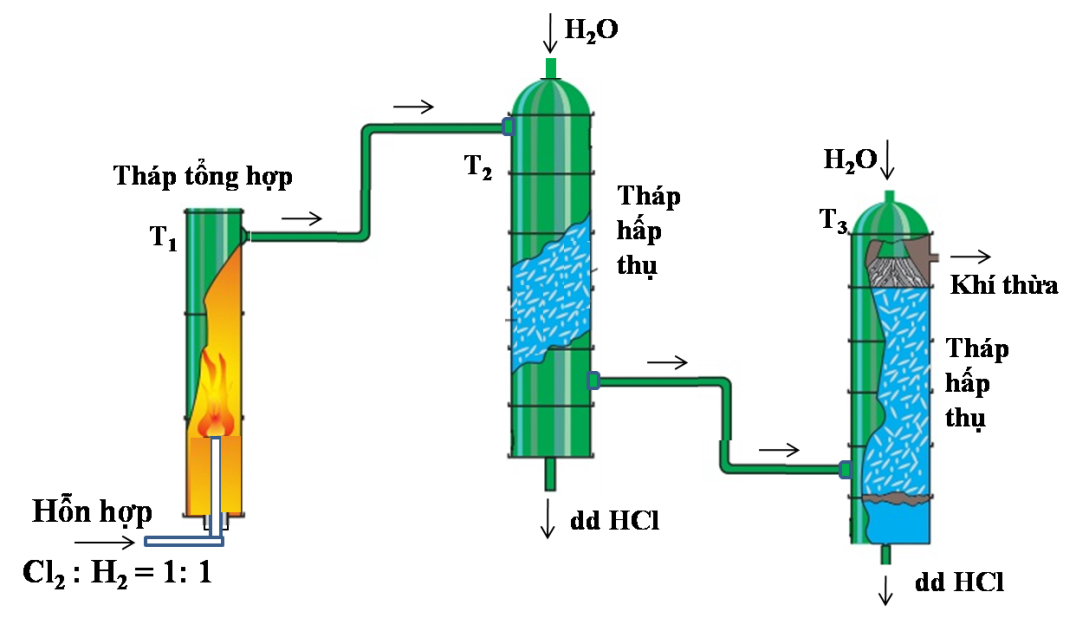 H₂O
T₂
Tháp tổng hợp
T₁
Tháp
hấp
thụ
H₂O
T₃
Khí thừa
Tháp
hấp
thụ
Hỗn hợp
Cl₂ : H₂ = 1: 1
dd HCl
dd HCl